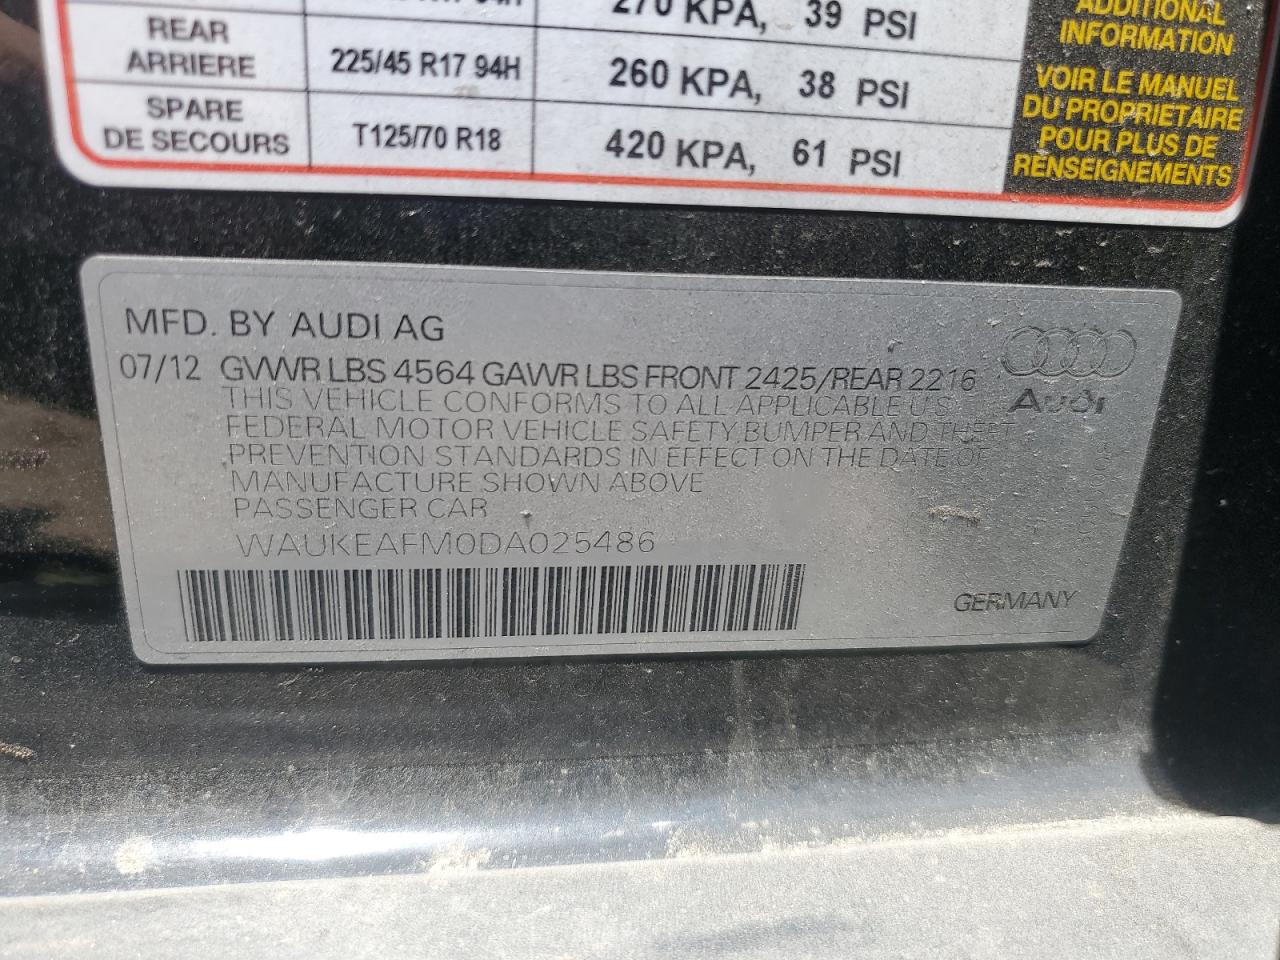 270 KPA, 39 PSI
REAR
ARRIERE
225/45 R17 94H
260 KPA, 38 PSI
SPARE
DE SECOURS
T125/70 R18
420 KPA, 61 PSI
ADDITIONAL
INFORMATION
VOIR LE MANUEL
DU PROPRIETAIRE
POUR PLUS DE
RENSEIGNEMENTS
MFD. BY AUDI AG
07/12 GVWR LBS 4564 GAWR LBS FRONT 2425/REAR 2216
THIS VEHICLE CONFORMS TO ALL APPLICABLE U.S.
FEDERAL MOTOR VEHICLE SAFETY, BUMPER AND THEFT
PREVENTION STANDARDS IN EFFECT ON THE DATE OF
MANUFACTURE SHOWN ABOVE
PASSENGER CAR
WAUKEAFM0DA025486
Audi
GERMANY